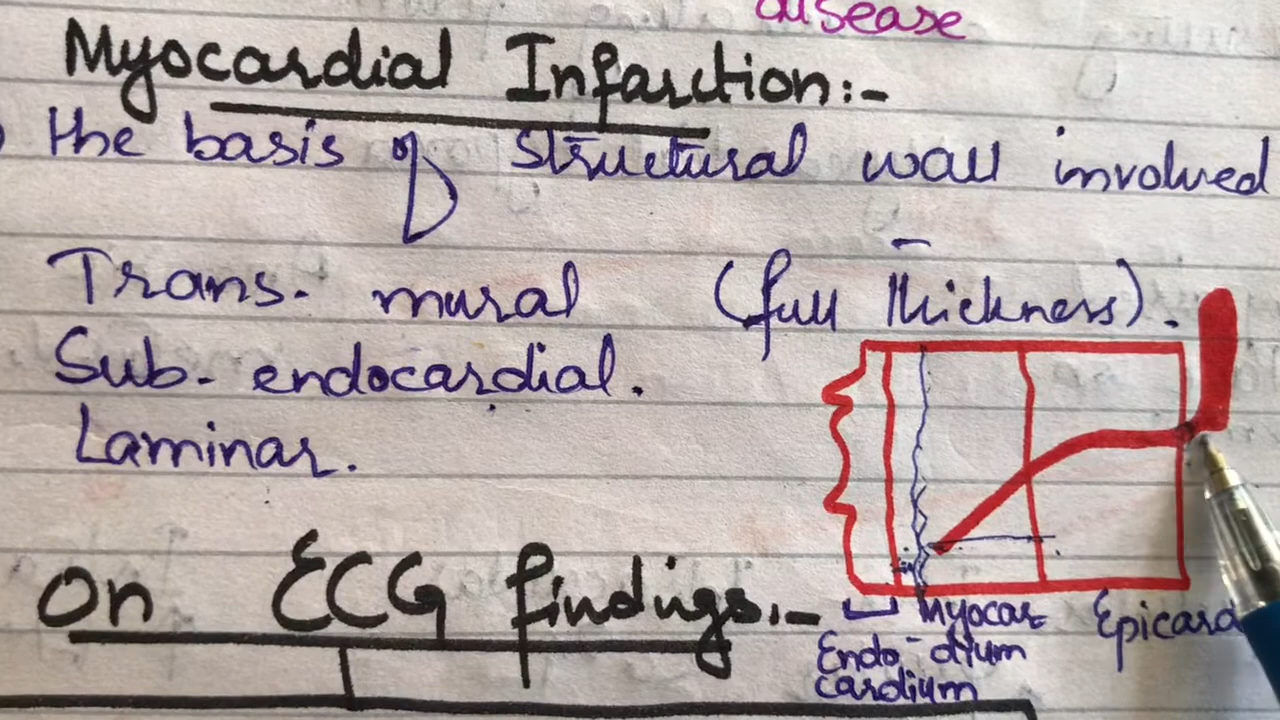 disease
Myocardial Infarction:-
the basis of structural wall involved
Trans- mural (full thickness).
Sub- endocardial.
Laminar.
On ECG findings:-
Myocar
Epicard
Endo -dium
cardium